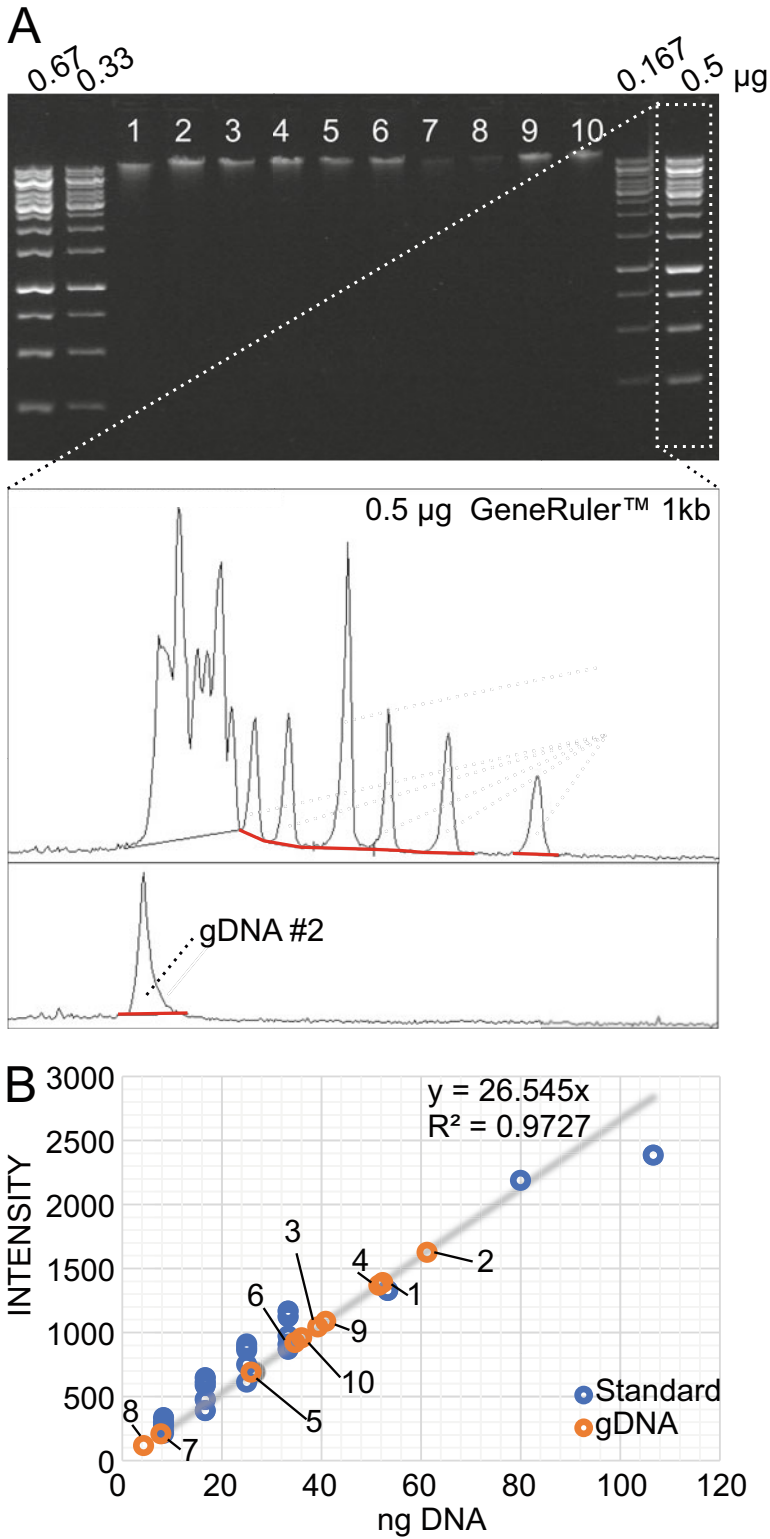 A
0.67 0.33 0.167 0.5 µg
1 2 3 4 5 6 7 8 9 10
0.5 µg GeneRuler™ 1kb
gDNA #2
B
3000
2500
2000
1500
1000
500
0
INTENSITY
y = 26.545x
R² = 0.9727
3
4
2
6
1
9
10
5
8
7
Standard
gDNA
0 20 40 60 80 100 120
ng DNA